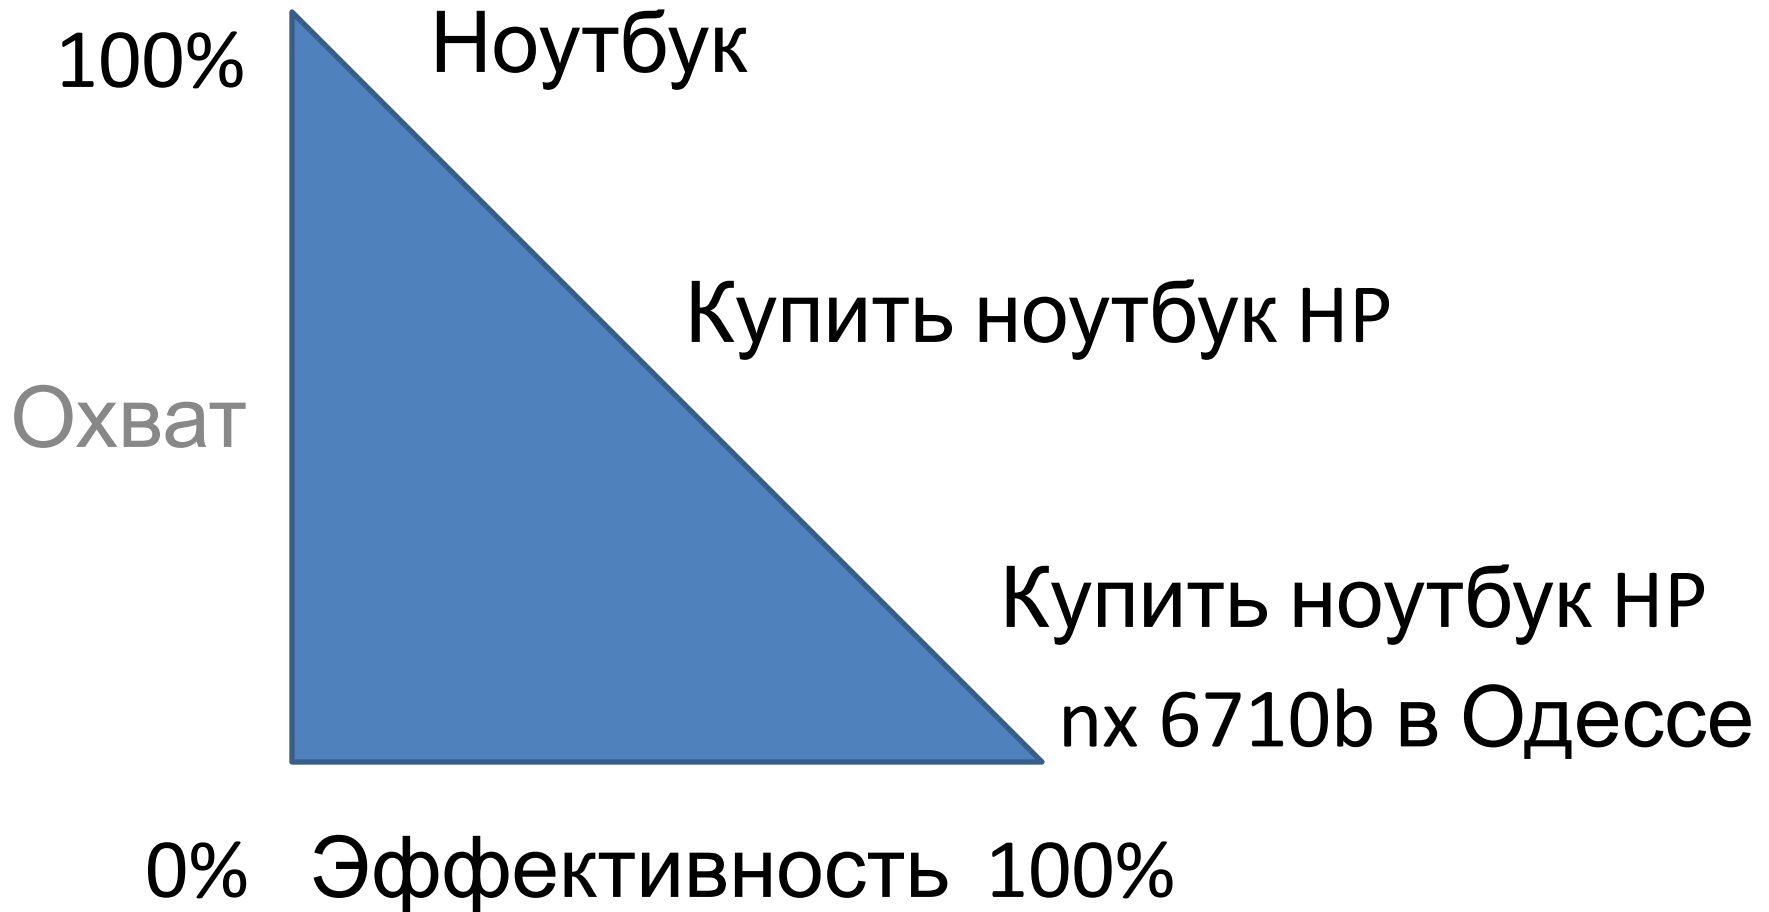 100%
Ноутбук
Купить ноутбук HP
Охват
Купить ноутбук HP
nx 6710b в Одессе
0% Эффективность 100%